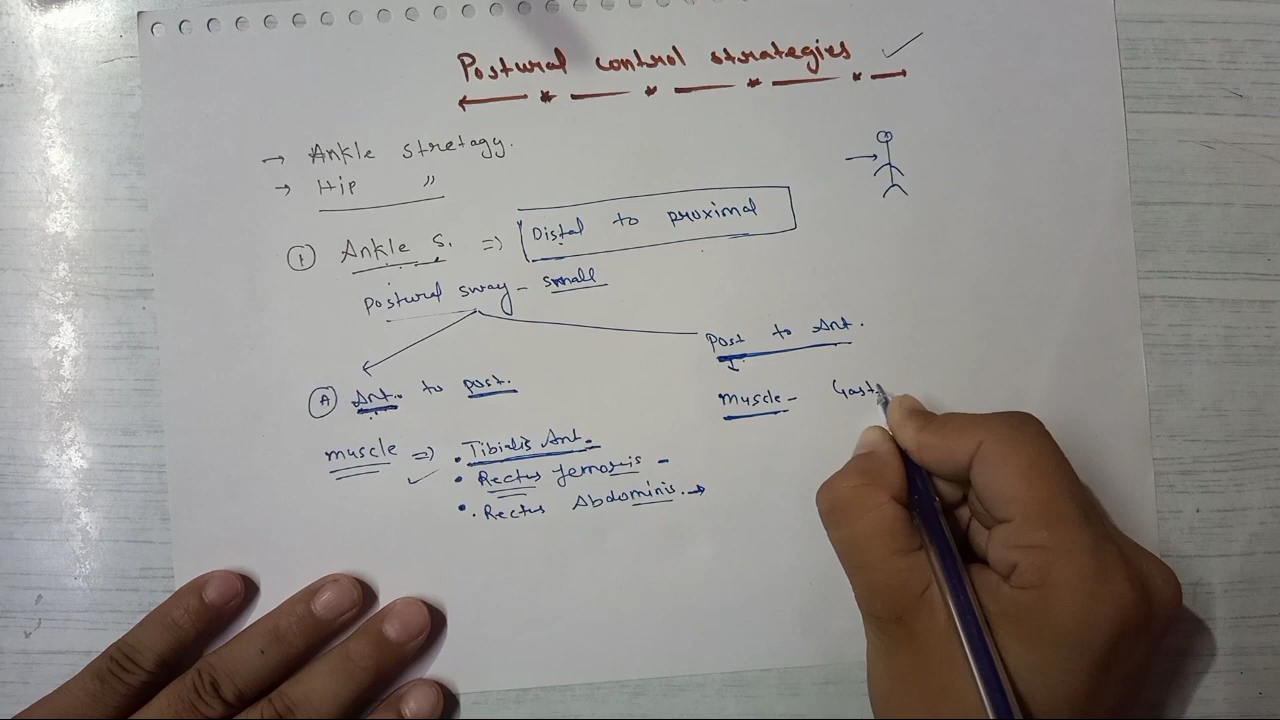 Postural control strategies
→ Ankle stretagy.
→ Hip "
① Ankle s. => Distal to proximal
Postural sway - small
Ⓐ Ant. to post.
muscle => • Tibialis Ant.
• Rectus femoris -
• Rectus Abdominis. →
Post to Ant.
muscle - Gast.